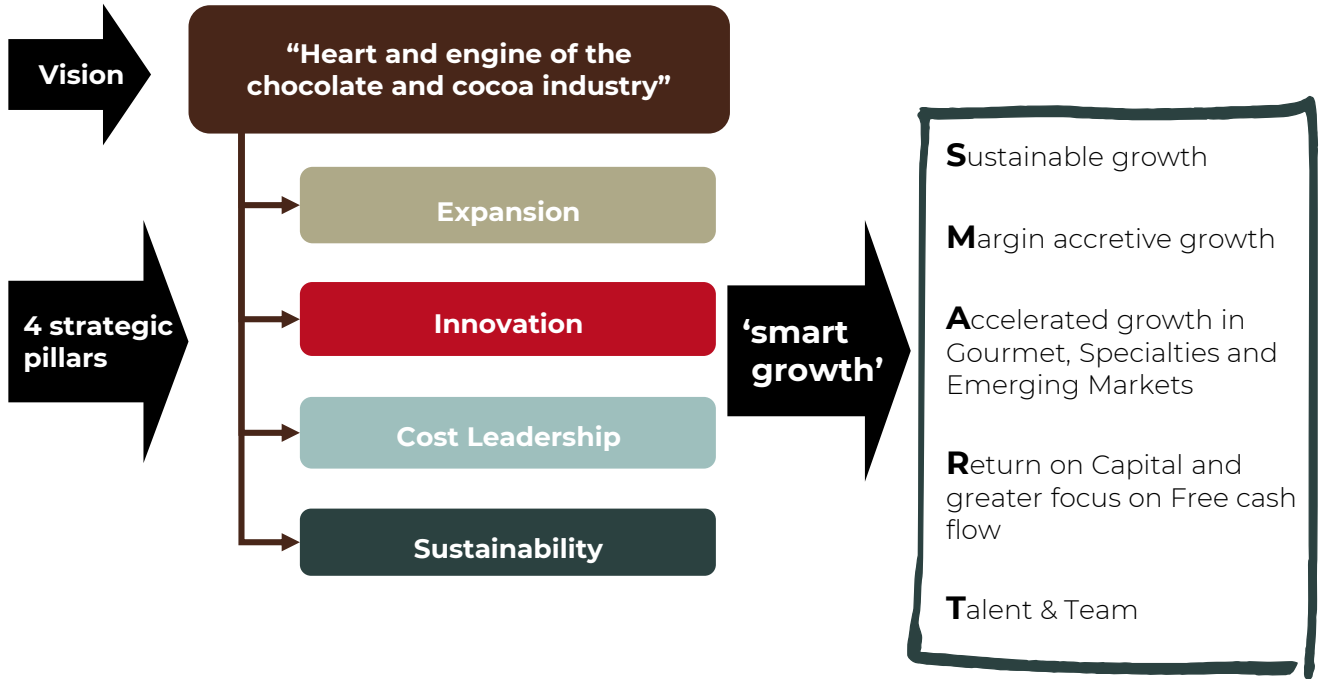 Vision
“Heart and engine of the
chocolate and cocoa industry”
4 strategic
pillars
Expansion
Innovation
Cost Leadership
Sustainability
‘smart
growth’
Sustainable growth
Margin accretive growth
Accelerated growth in
Gourmet, Specialties and
Emerging Markets
Return on Capital and
greater focus on Free cash
flow
Talent & Team